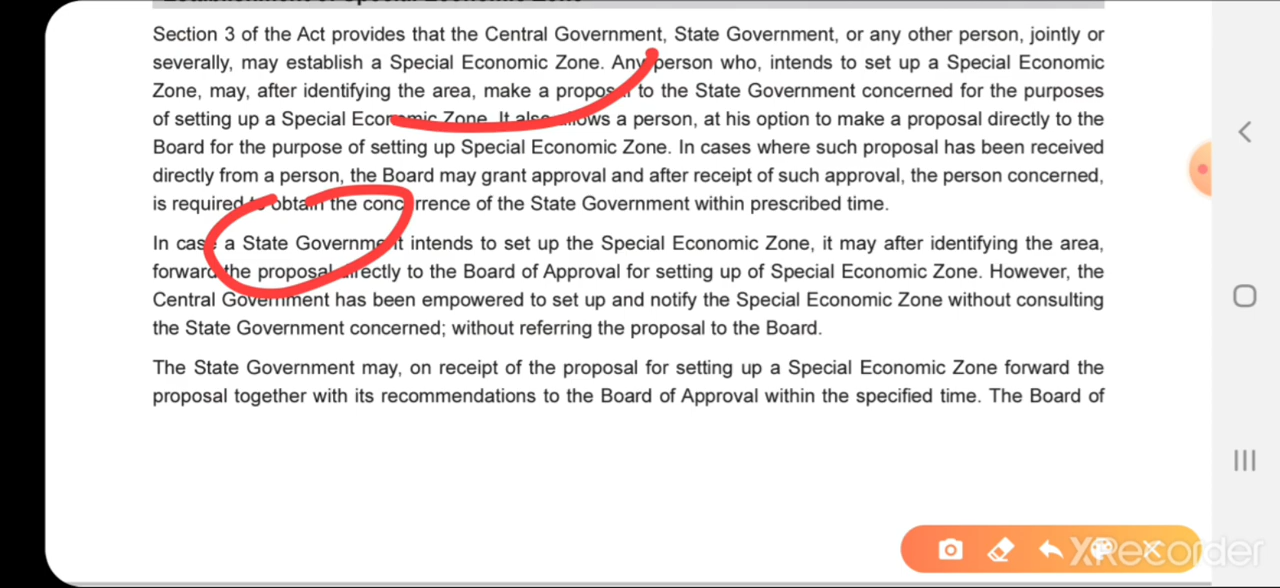 Section 3 of the Act provides that the Central Government, State Government, or any other person, jointly or
severally, may establish a Special Economic Zone. Any person who, intends to set up a Special Economic
Zone, may, after identifying the area, make a proposal to the State Government concerned for the purposes
of setting up a Special Economic Zone. It also allows a person, at his option to make a proposal directly to the
Board for the purpose of setting up Special Economic Zone. In cases where such proposal has been received
directly from a person, the Board may grant approval and after receipt of such approval, the person concerned,
is required to obtain the concurrence of the State Government within prescribed time.
In case a State Government intends to set up the Special Economic Zone, it may after identifying the area,
forward the proposal directly to the Board of Approval for setting up of Special Economic Zone. However, the
Central Government has been empowered to set up and notify the Special Economic Zone without consulting
the State Government concerned; without referring the proposal to the Board.
The State Government may, on receipt of the proposal for setting up a Special Economic Zone forward the
proposal together with its recommendations to the Board of Approval within the specified time. The Board of
XRecorder